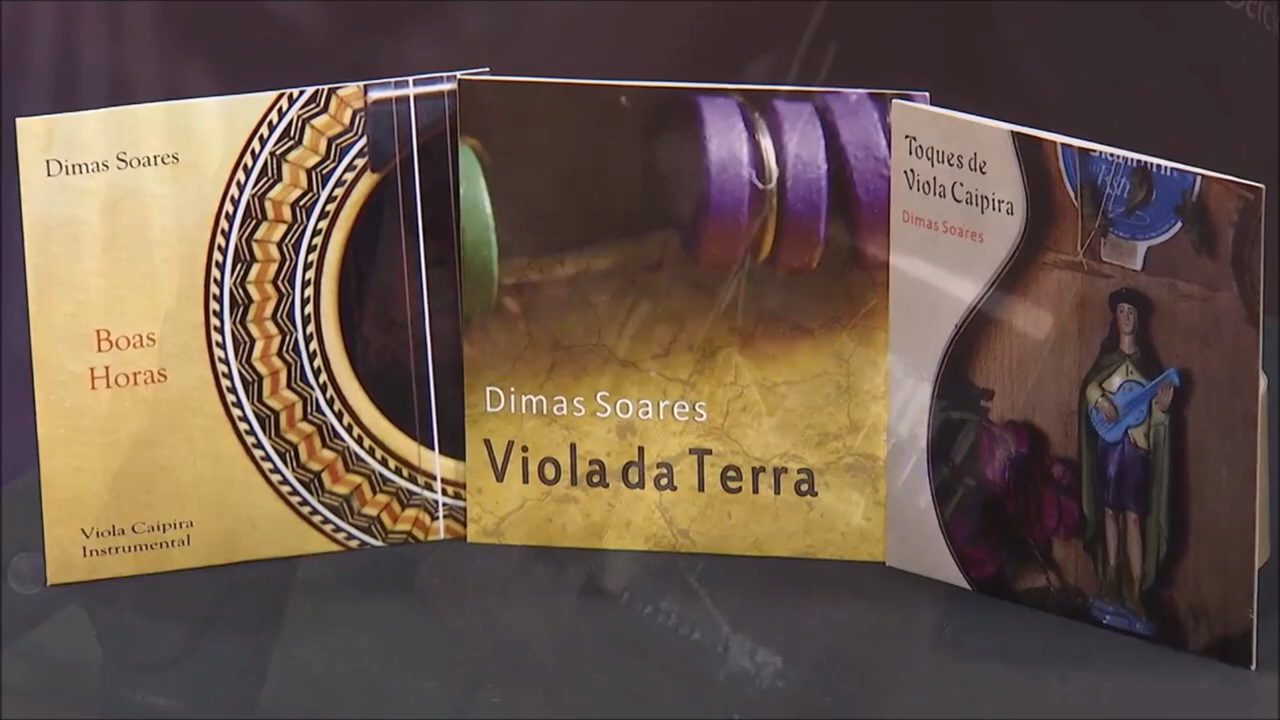 Dimas Soares
Boas
Horas
Viola Caipira
Instrumental
Dimas Soares
Viola da Terra
Toques de
Viola Caipira
Dimas Soares